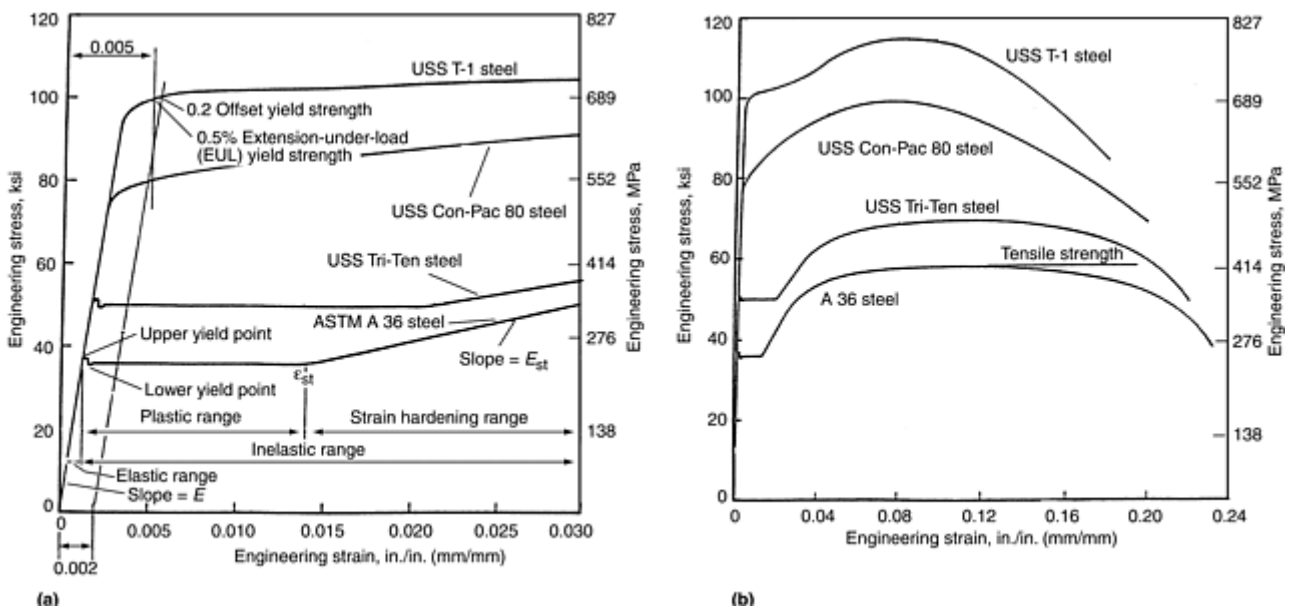 0.005
USS T-1 steel
0.2 Offset yield strength
0.5% Extension-under-load
(EUL) yield strength
USS Con-Pac 80 steel
USS Tri-Ten steel
Upper yield point
ASTM A 36 steel
Slope = E_st
Lower yield point
ε_st
Plastic range
Strain hardening range
Inelastic range
Elastic range
Slope = E
120
100
80
60
40
20
0
Engineering stress, ksi
827
689
552
414
276
138
Engineering stress, MPa
0
0.005
0.010
0.015
0.020
0.025
0.030
Engineering strain, in./in. (mm/mm)
0.002
(a)
USS T-1 steel
USS Con-Pac 80 steel
USS Tri-Ten steel
Tensile strength
A 36 steel
120
100
80
60
40
20
0
Engineering stress, ksi
827
689
552
414
276
138
Engineering stress, MPa
0
0.04
0.08
0.12
0.16
0.20
0.24
Engineering strain, in./in. (mm/mm)
(b)